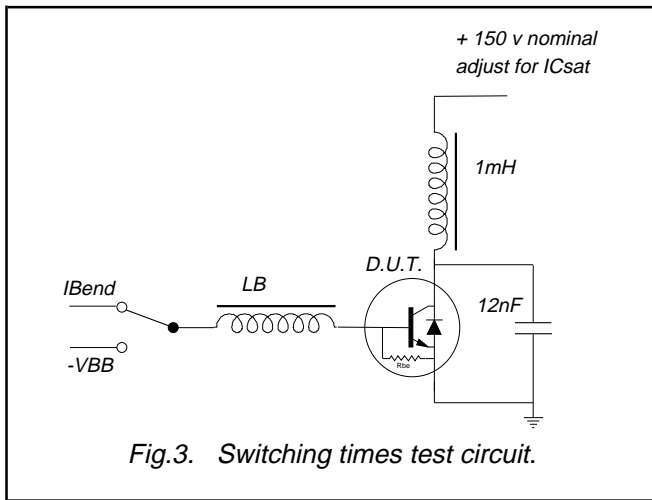 + 150 v nominal
adjust for ICsat
1mH
D.U.T.
LB
IBend
12nF
-VBB
Rbe
Fig.3. Switching times test circuit.